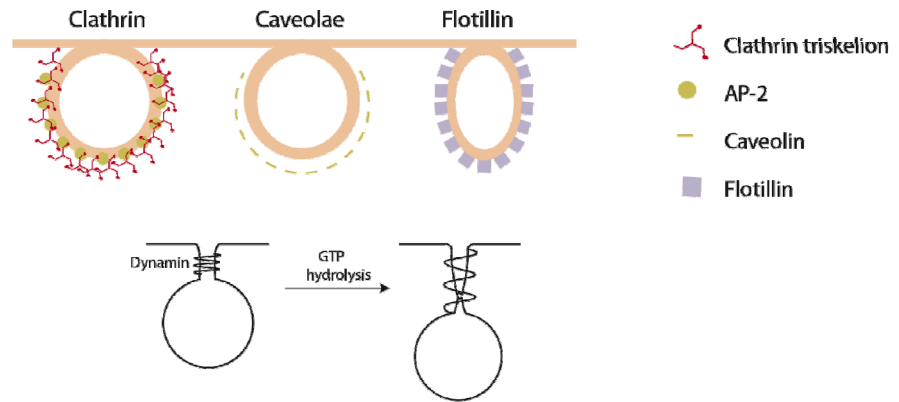 Clathrin
Caveolae
Flotillin
Clathrin triskelion
AP-2
Caveolin
Flotillin
Dynamin
GTP
hydrolysis